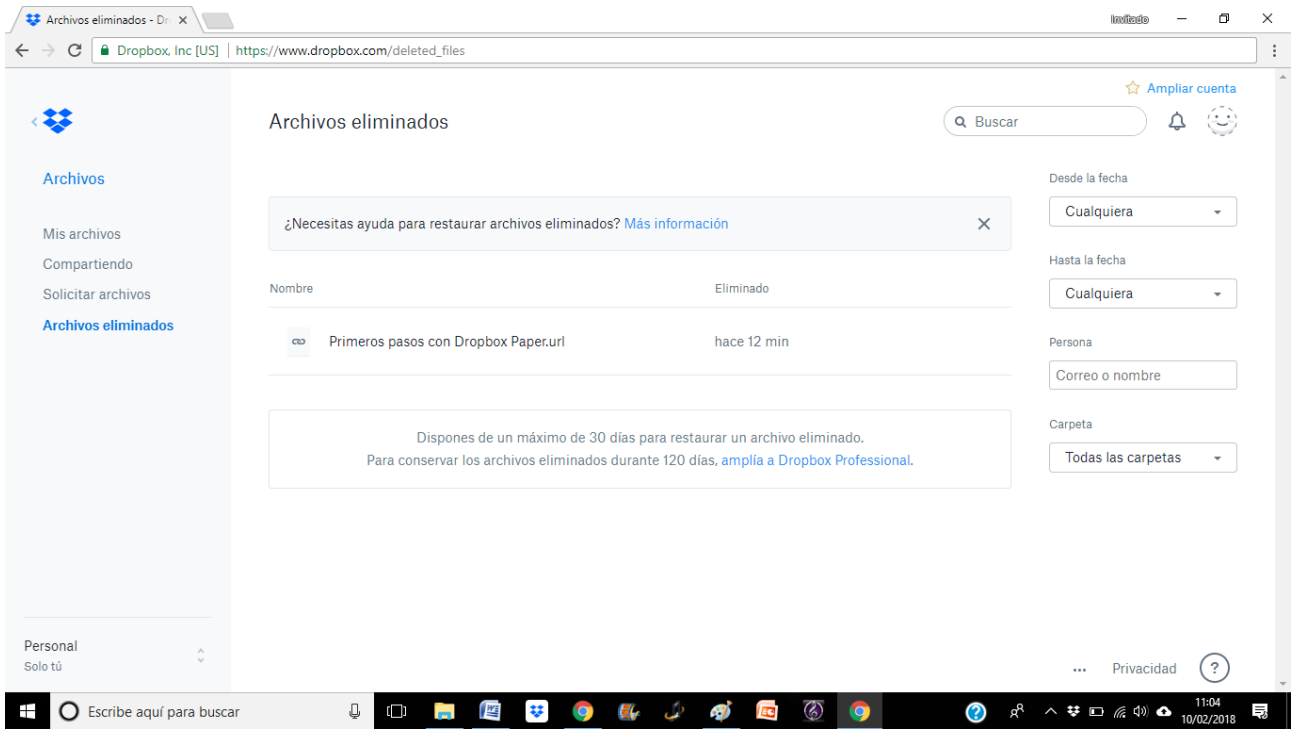 Archivos eliminados - Dr
Invitado
Dropbox, Inc [US] | https://www.dropbox.com/deleted_files
Ampliar cuenta
Archivos eliminados
Buscar
Archivos
Mis archivos
Compartiendo
Solicitar archivos
Archivos eliminados
¿Necesitas ayuda para restaurar archivos eliminados? Más información
Nombre
Eliminado
Primeros pasos con Dropbox Paper.url
hace 12 min
Dispones de un máximo de 30 días para restaurar un archivo eliminado.
Para conservar los archivos eliminados durante 120 días, amplía a Dropbox Professional.
Desde la fecha
Cualquiera
Hasta la fecha
Cualquiera
Persona
Correo o nombre
Carpeta
Todas las carpetas
Personal
Solo tú
Privacidad
?
Escribe aquí para buscar
11:04
10/02/2018